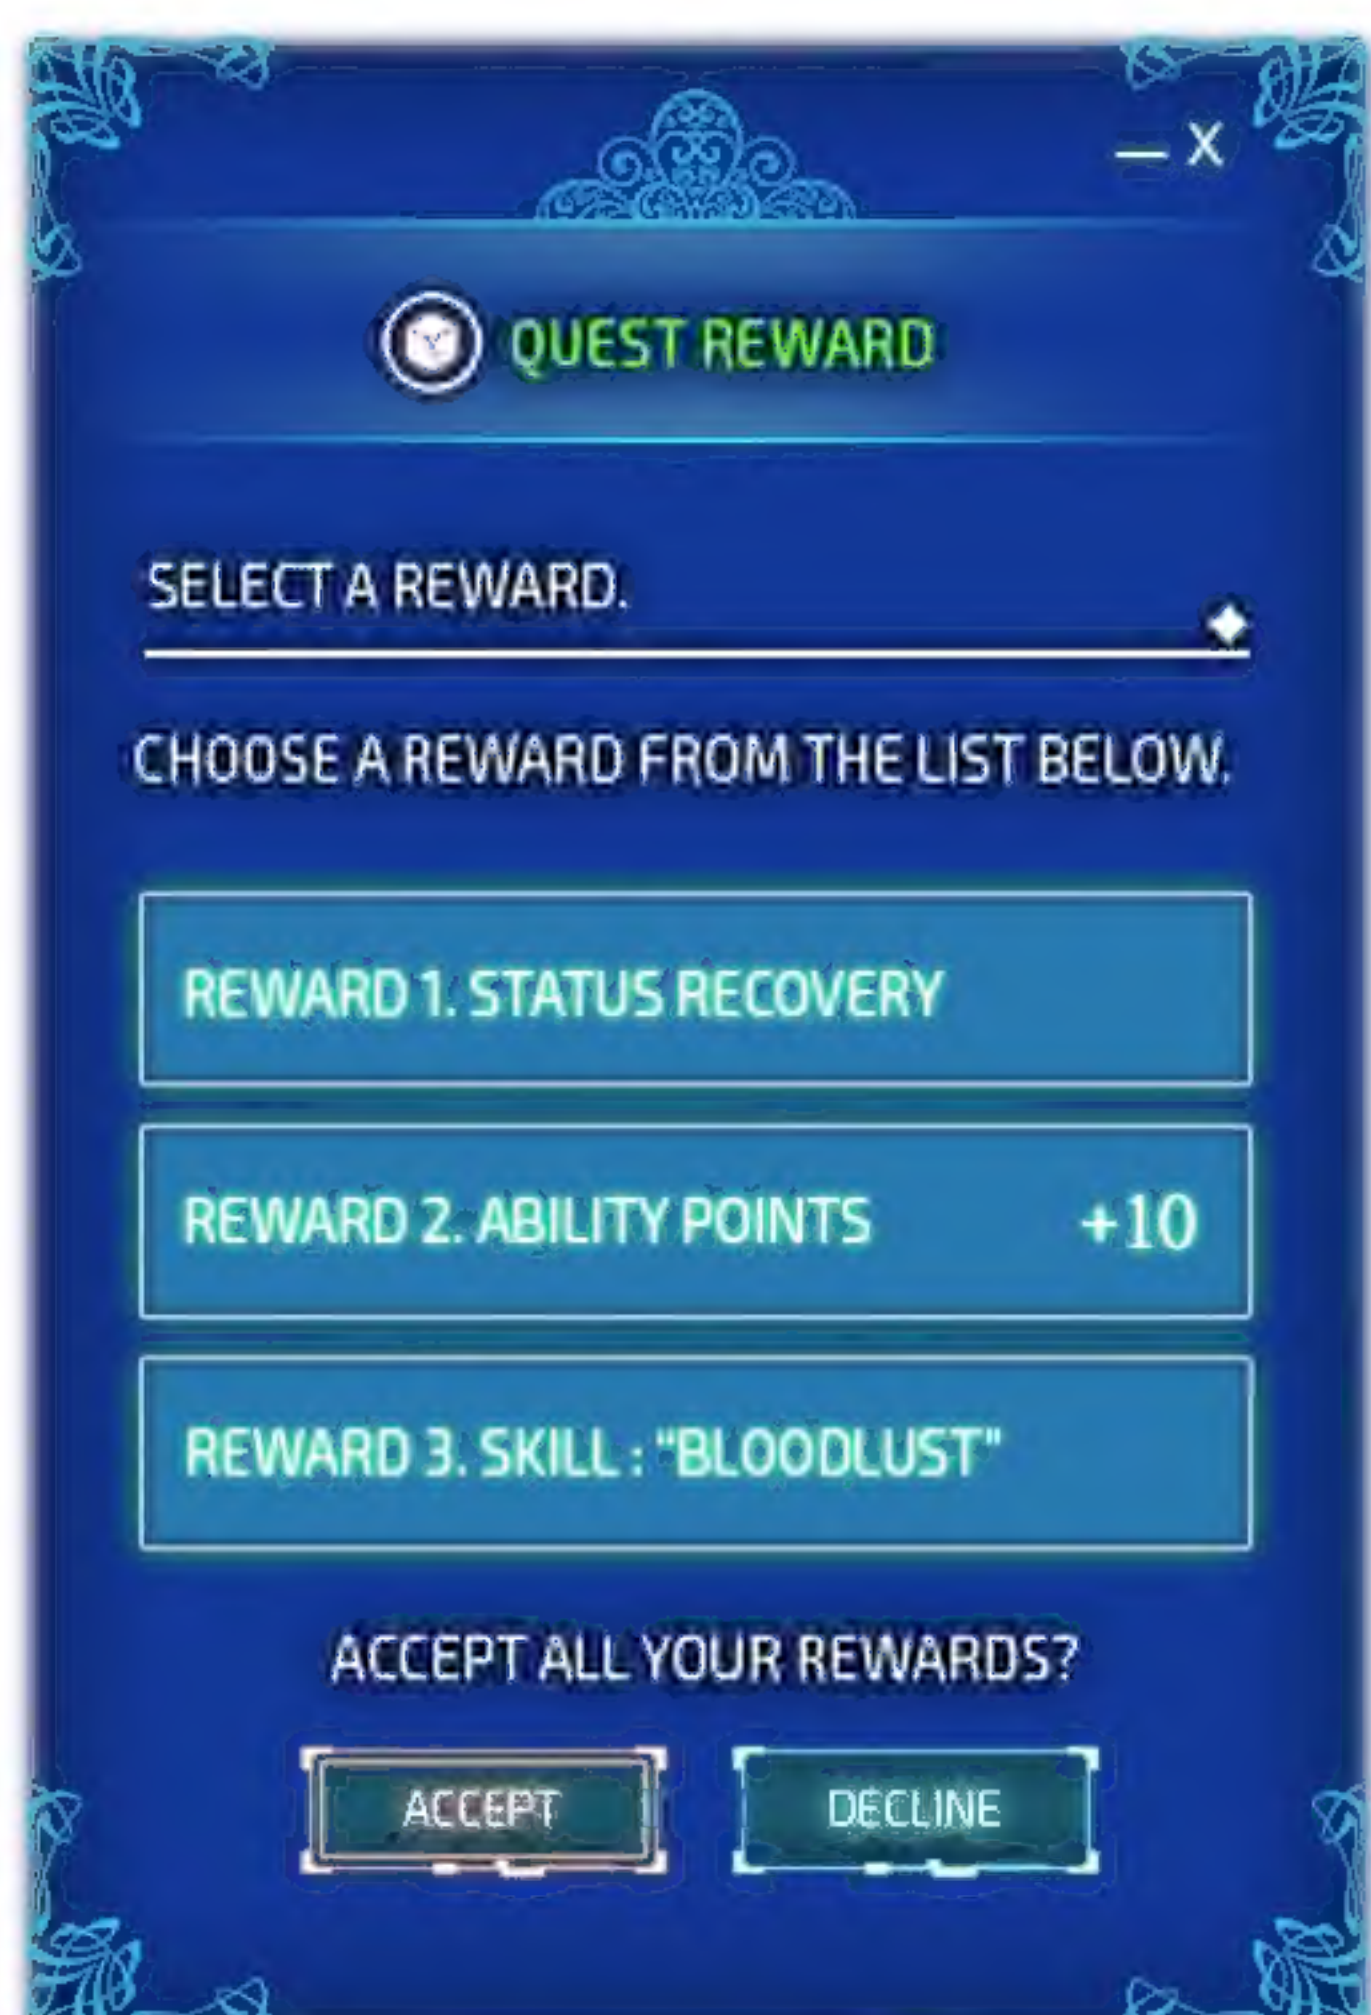 — X
QUEST REWARD
SELECT A REWARD.
CHOOSE A REWARD FROM THE LIST BELOW.
REWARD 1. STATUS RECOVERY
REWARD 2. ABILITY POINTS +10
REWARD 3. SKILL : "BLOODLUST"
ACCEPT ALL YOUR REWARDS?
ACCEPT DECLINE